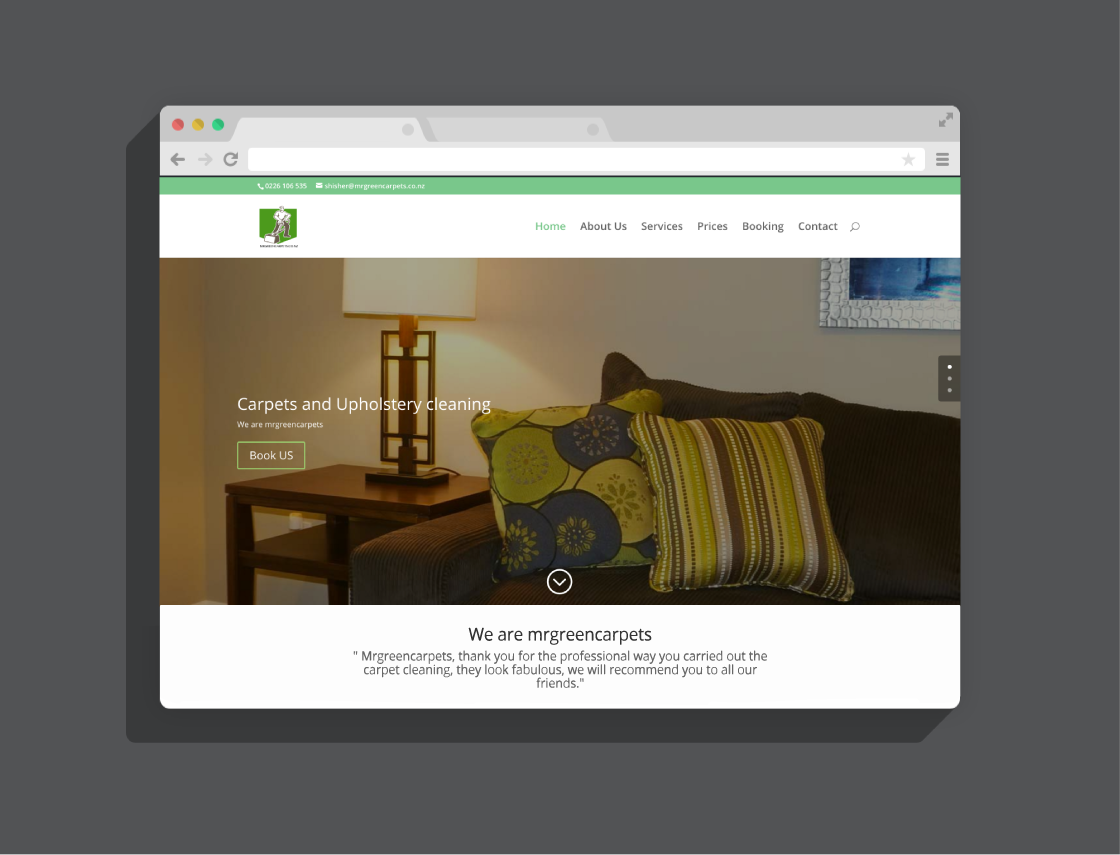 0226 106 535 shisher@mrgreencarpets.co.nz
Home About Us Services Prices Booking Contact
Carpets and Upholstery cleaning
We are mrgreencarpets
Book US
We are mrgreencarpets
" Mrgreencarpets, thank you for the professional way you carried out the
carpet cleaning, they look fabulous, we will recommend you to all our
friends."